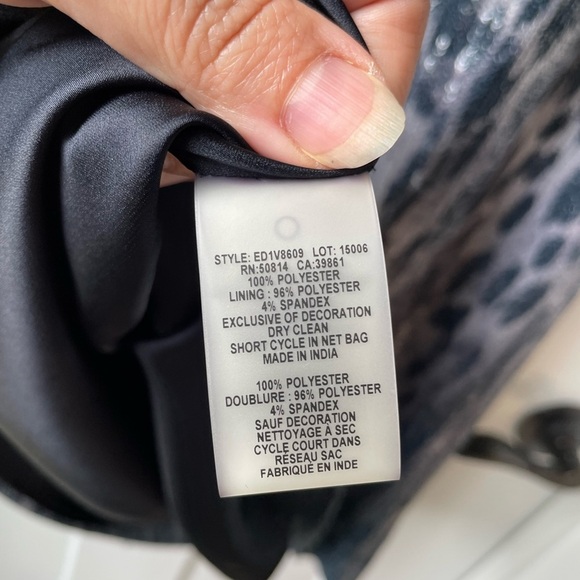 STYLE: ED1V8609 LOT: 15006
RN:50814 CA:39861
100% POLYESTER
LINING : 96% POLYESTER
4% SPANDEX
EXCLUSIVE OF DECORATION
DRY CLEAN
SHORT CYCLE IN NET BAG
MADE IN INDIA
100% POLYESTER
DOUBLURE : 96% POLYESTER
4% SPANDEX
SAUF DECORATION
NETTOYAGE À SEC
CYCLE COURT DANS
RÉSEAU SAC
FABRIQUÉ EN INDE